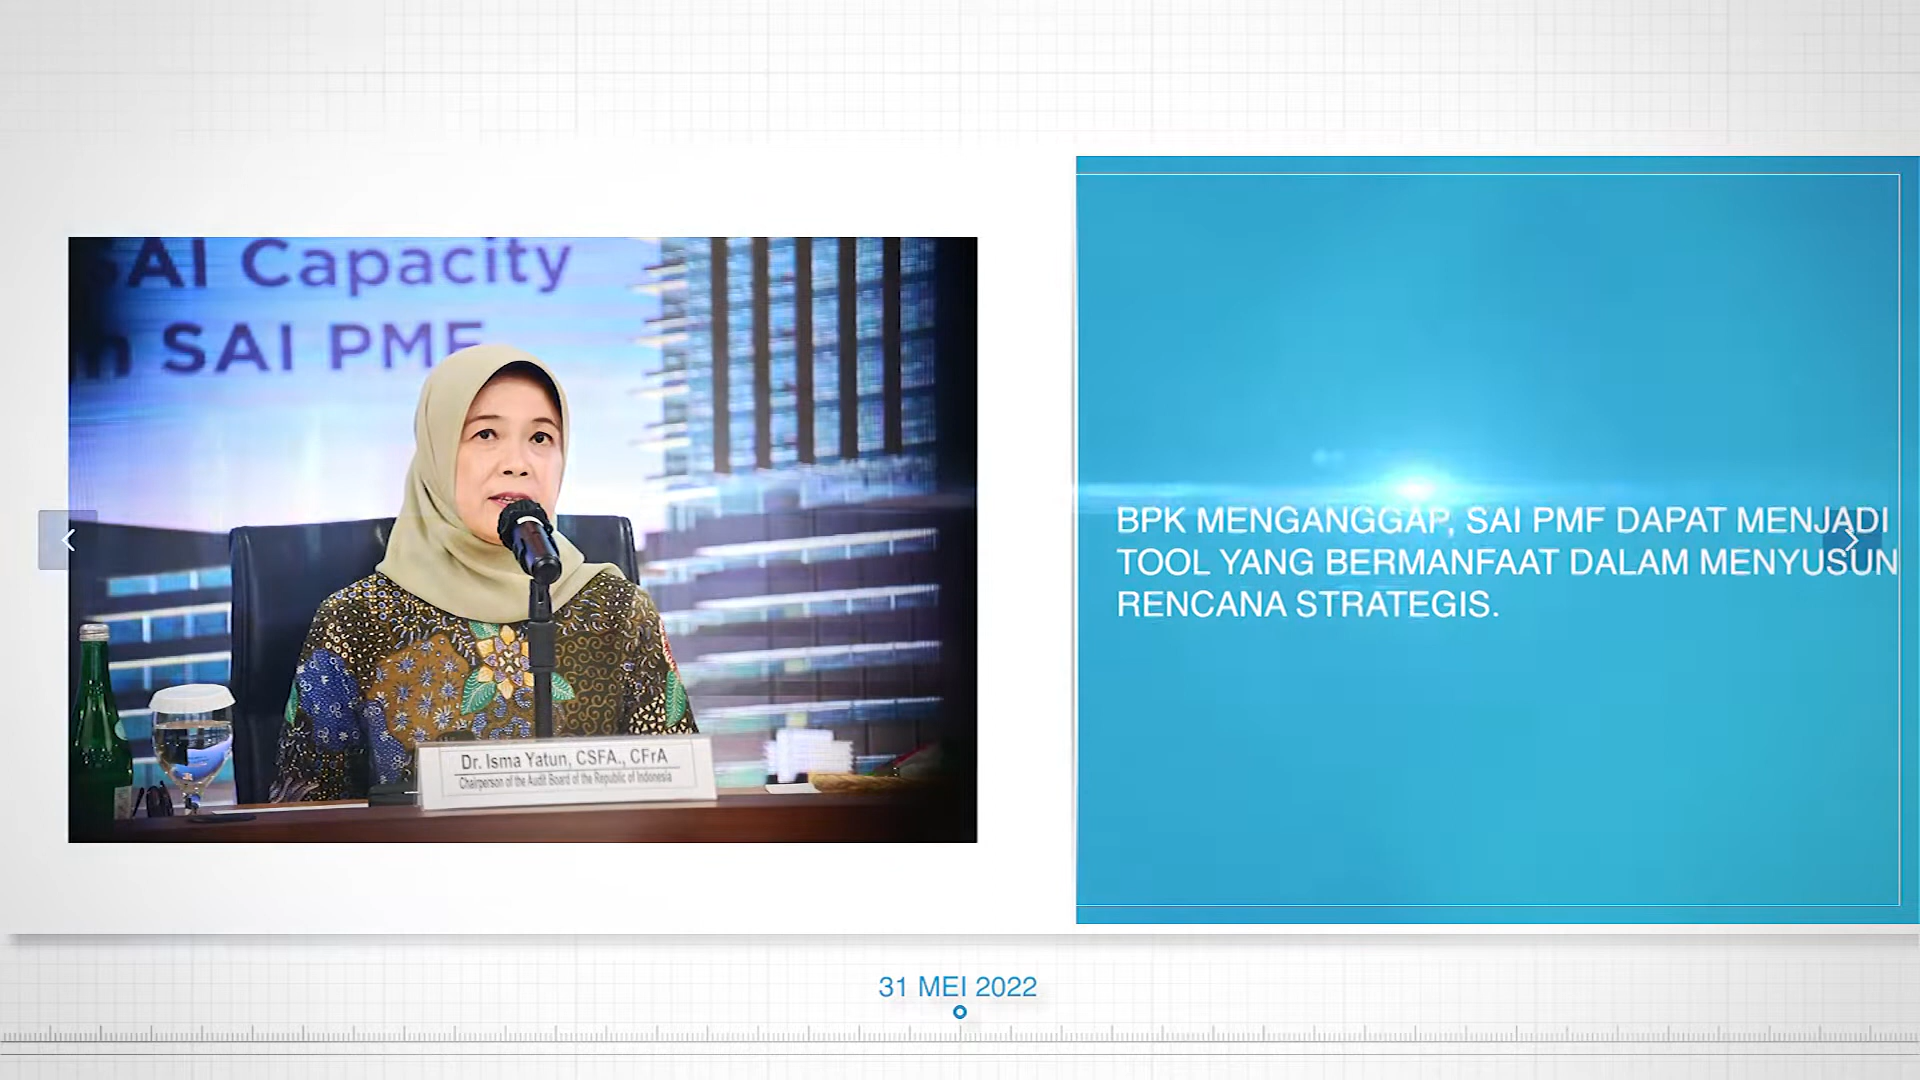 SAI Capacity
SAI PMF
Dr. Isma Yatun, CSFA., CFrA
Chairperson of the Audit Board of the Republic of Indonesia
BPK MENGANGGAP, SAI PMF DAPAT MENJADI
TOOL YANG BERMANFAAT DALAM MENYUSUN
RENCANA STRATEGIS.
31 MEI 2022